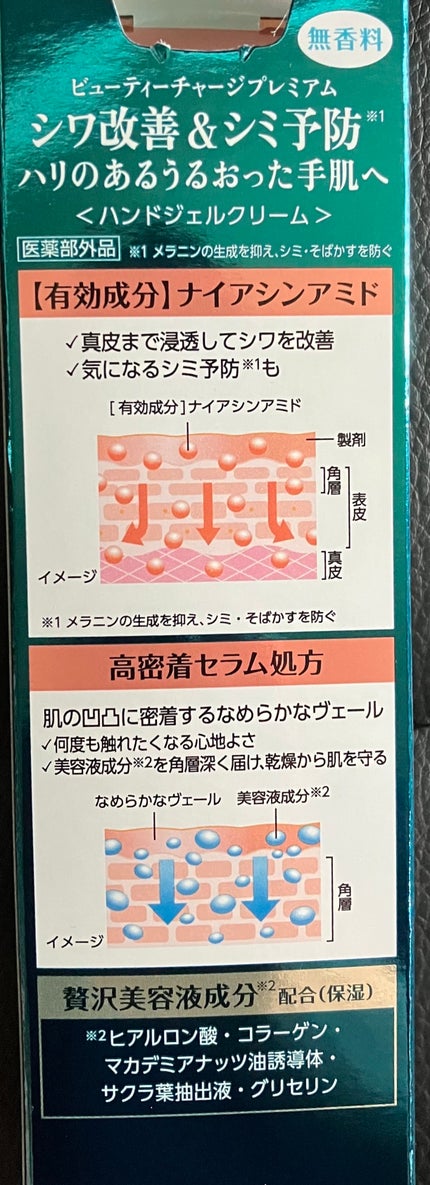 無香料
ビューティーチャージプレミアム
シワ改善&シミ予防※1
ハリのあるうるおった手肌へ
<ハンドジェルクリーム>
医薬部外品 ※1 メラニンの生成を抑え、シミ・そばかすを防ぐ
【有効成分】ナイアシンアミド
✓真皮まで浸透してシワを改善
✓気になるシミ予防※1も
[有効成分]ナイアシンアミド
製剤
角層
表皮
真皮
イメージ
※1 メラニンの生成を抑え、シミ・そばかすを防ぐ
高密着セラム処方
肌の凹凸に密着するなめらかなヴェール
✓何度も触れたくなる心地よさ
✓美容液成分※2を角層深く届け、乾燥から肌を守る
なめらかなヴェール 美容液成分※2
角層
イメージ
贅沢美容液成分※2 配合(保湿)
※2ヒアルロン酸・コラーゲン・
マカデミアナッツ油誘導体・
サクラ葉抽出液・グリセリン